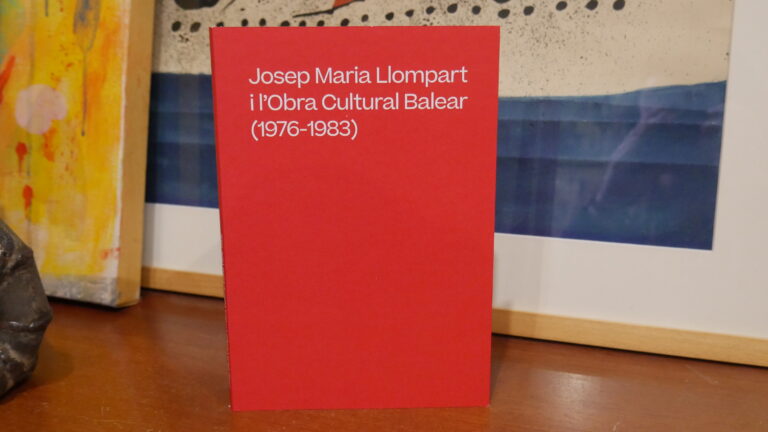 Josep Maria Llompart
i l'Obra Cultural Balear
(1976-1983)